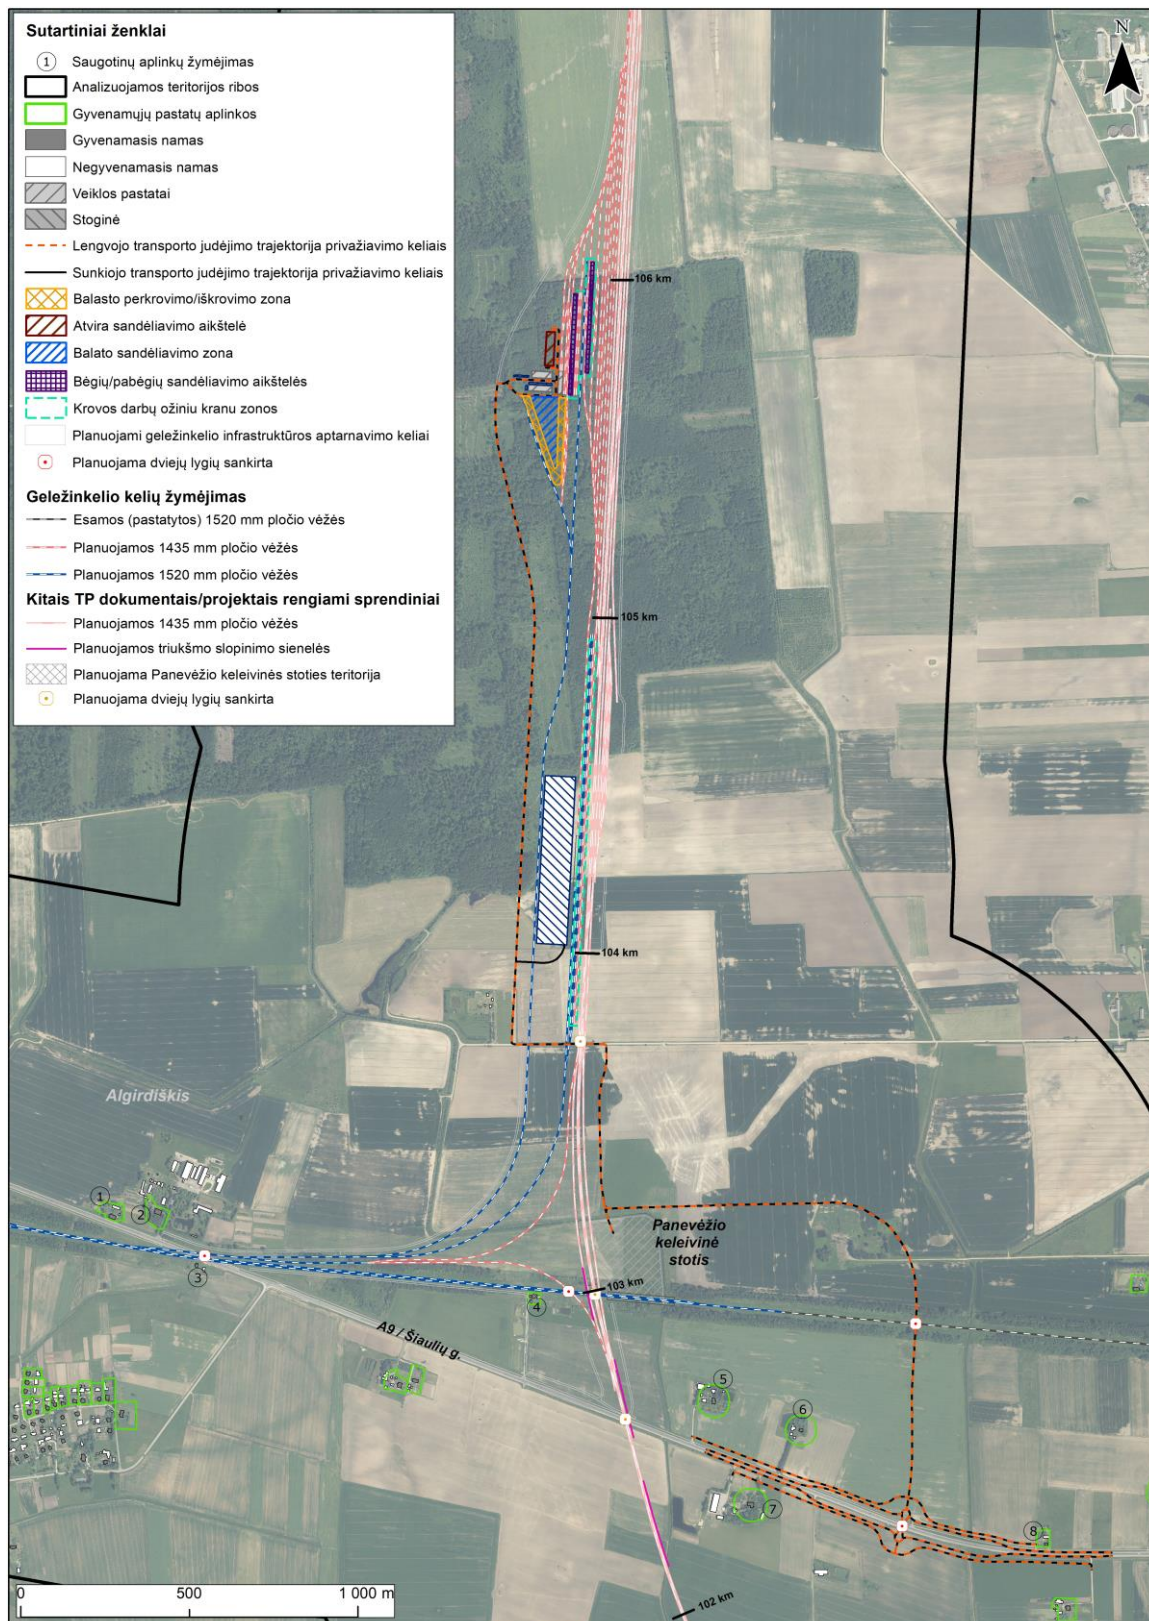 Sutartiniai ženklai
1 Saugotinų aplinkų žymėjimas
Analizuojamos teritorijos ribos
Gyvenamųjų pastatų aplinkos
Gyvenamasis namas
Negyvenamasis namas
Veiklos pastatai
Stoginė
Lengvojo transporto judėjimo trajektorija privažiavimo keliais
Sunkiojo transporto judėjimo trajektorija privažiavimo keliais
Balasto perkrovimo/iškrovimo zona
Atvira sandėliavimo aikštelė
Balato sandėliavimo zona
Bėgių/pabėgių sandėliavimo aikštelės
Krovos darbų ožiniu kranu zonos
Planuojami geležinkelio infrastruktūros aptarnavimo keliai
Planuojama dviejų lygių sankirta
Geležinkelio kelių žymėjimas
Esamos (pastatytos) 1520 mm pločio vėžės
Planuojamos 1435 mm pločio vėžės
Planuojamos 1520 mm pločio vėžės
Kitais TP dokumentais/projektais rengiami sprendiniai
Planuojamos 1435 mm pločio vėžės
Planuojamos triukšmo slopinimo sienelės
Planuojama Panevėžio keleivinės stoties teritorija
Planuojama dviejų lygių sankirta
N
106 km
105 km
104 km
Algirdiškis
1
2
3
Panevėžio
keleivinė
stotis
103 km
4
A9 / Šiaulių g.
5
6
7
8
102 km
0 500 1 000 m